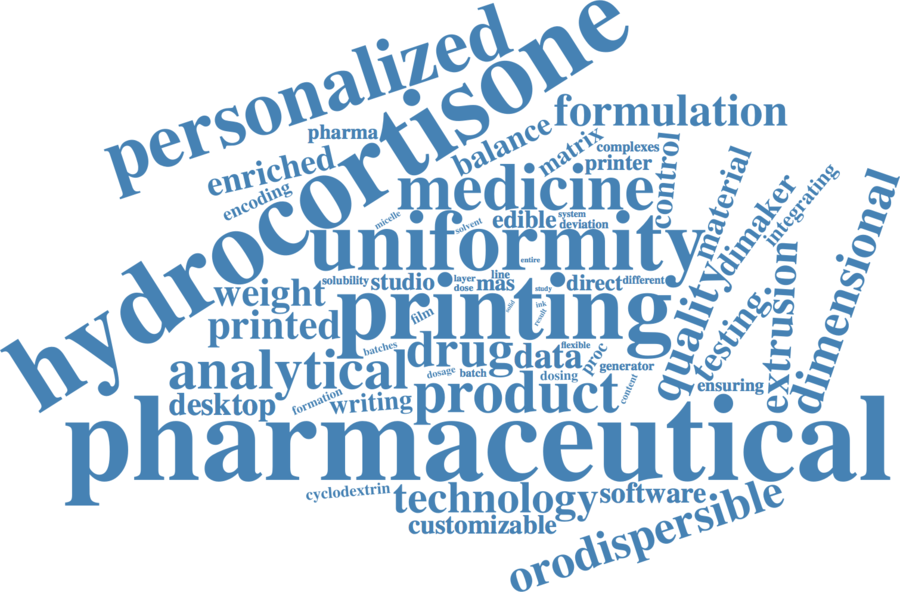 personalized
hydrocortisone
formulation
pharma
balance
matrix
complexes
printer
control
enriched
encoding
medicine
material
dimaker
integrating
dimensional
micelle
solvent
edible
system
deviation
uniformity
entire
quality
solubility
studio
layer
dose
line
mas
study
direct
different
weight
printed
printing
film
solid
ink
result
testing
extrusion
batches
drug
data
flexible
proc
generator
analytical
dosage
batch
dosing
content
ensuring
desktop
formation
writing
product
pharmaceutical
cyclodextrin
technology
software
customizable
orodispersible